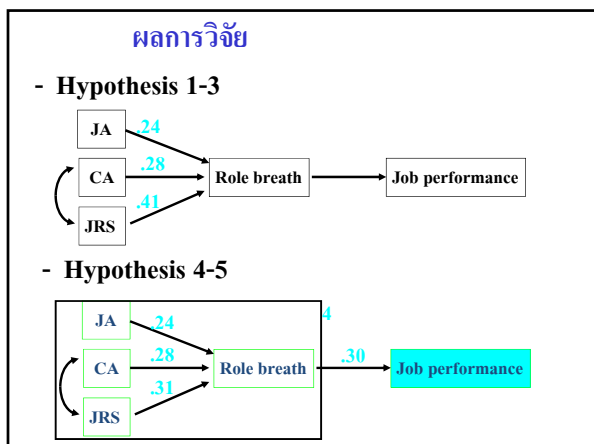 ผลการวิจัย
- Hypothesis 1-3
JA
.24
CA
.28
Role breath
Job performance
JRS
.41
- Hypothesis 4-5
JA
.24
4
CA
.28
Role breath
.30
Job performance
JRS
.31